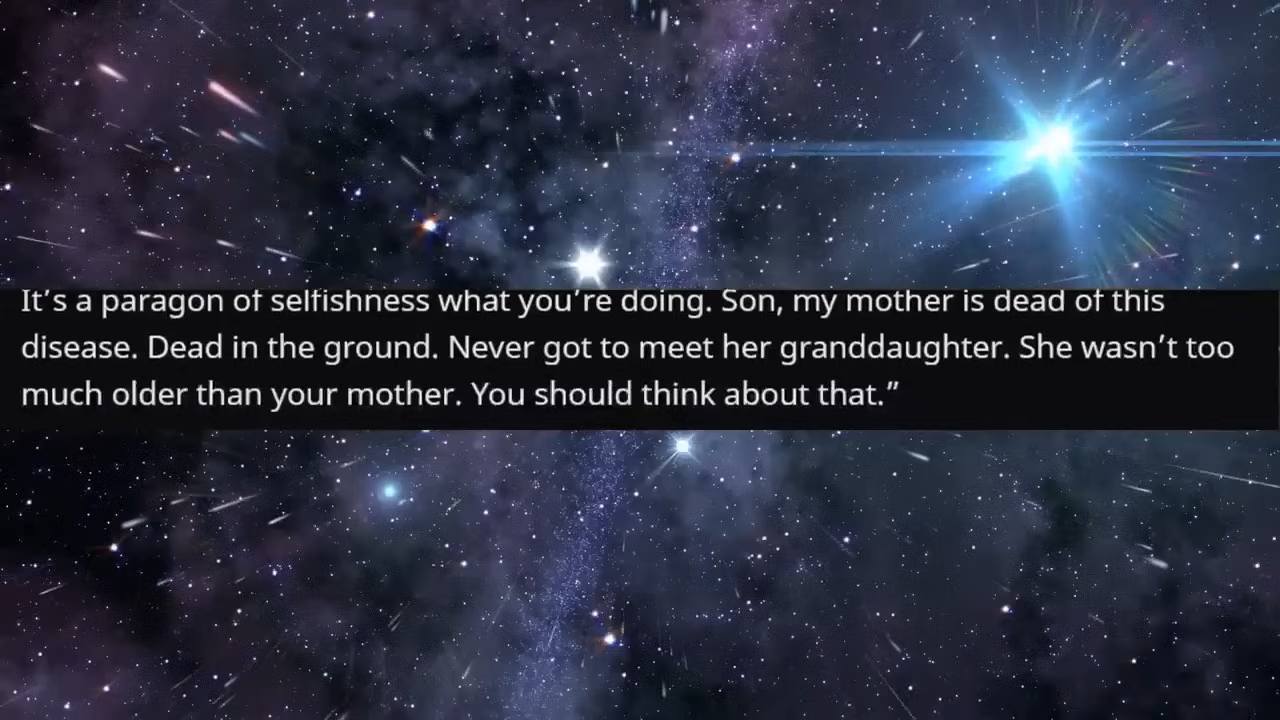 It’s a paragon of selfishness what you’re doing. Son, my mother is dead of this
disease. Dead in the ground. Never got to meet her granddaughter. She wasn’t too
much older than your mother. You should think about that.”